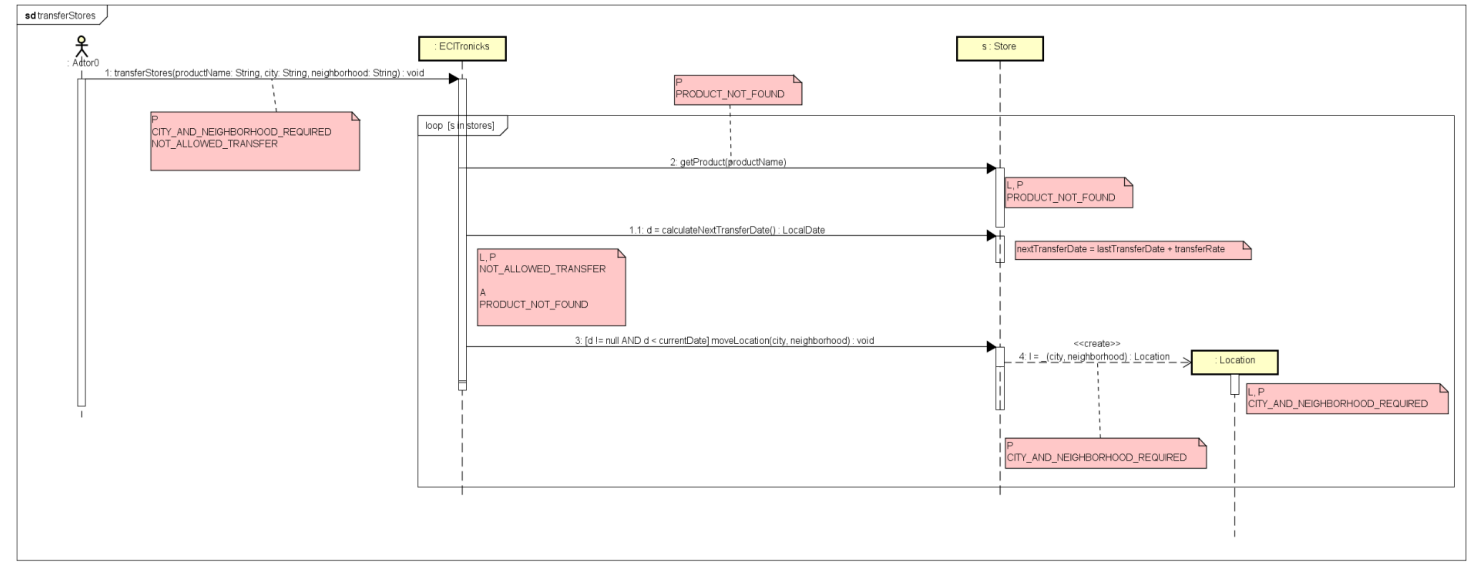 sd transferStores
: Actor0
: ECITronicks
s : Store
1: transferStores(productName: String, city: String, neighborhood: String) : void
P
PRODUCT_NOT_FOUND
P
CITY_AND_NEIGHBORHOOD_REQUIRED
NOT_ALLOWED_TRANSFER
loop [s in stores]
2: getProduct(productName)
L, P
PRODUCT_NOT_FOUND
1.1: d = calculateNextTransferDate() : LocalDate
nextTransferDate = lastTransferDate + transferRate
L, P
NOT_ALLOWED_TRANSFER
A
PRODUCT_NOT_FOUND
3: [d != null AND d < currentDate] moveLocation(city, neighborhood) : void
<<create>>
4: l = _(city, neighborhood) : Location
: Location
L, P
CITY_AND_NEIGHBORHOOD_REQUIRED
P
CITY_AND_NEIGHBORHOOD_REQUIRED